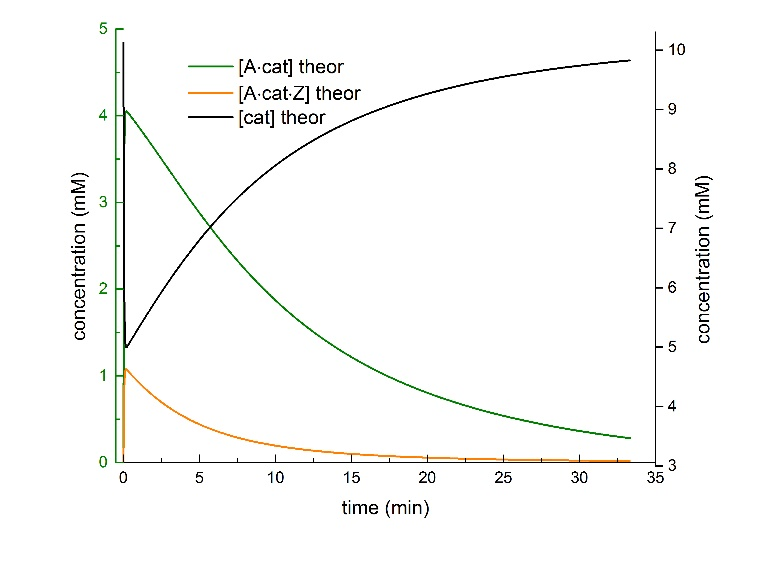 [A·cat] theor
[A·cat·Z] theor
[cat] theor
5
4
3
2
1
0
concentration (mM)
10
9
8
7
6
5
4
3
concentration (mM)
0 5 10 15 20 25 30 35
time (min)